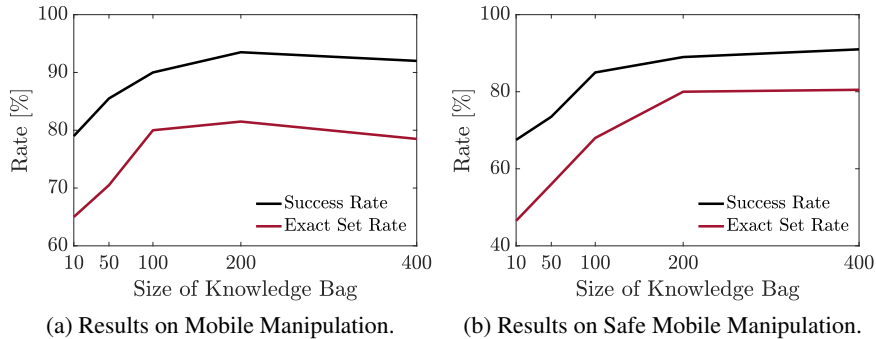 100
90
80
70
60
Rate [%]
10 50 100 200 400
Size of Knowledge Bag
Success Rate
Exact Set Rate
(a) Results on Mobile Manipulation.
100
80
60
40
Rate [%]
10 50 100 200 400
Size of Knowledge Bag
Success Rate
Exact Set Rate
(b) Results on Safe Mobile Manipulation.